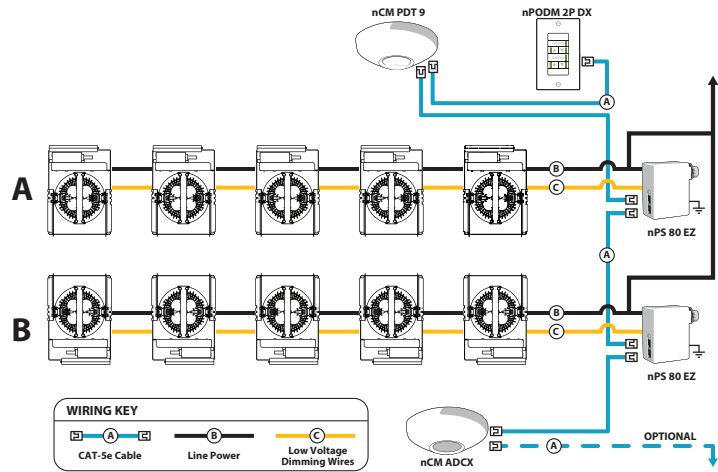 nCM PDT 9
nPODM 2P DX
A
A
B
C
nPS 80 EZ
A
B
B
C
nPS 80 EZ
WIRING KEY
A
B
C
CAT-5e Cable
Line Power
Low Voltage
Dimming Wires
nCM ADCX
A
OPTIONAL